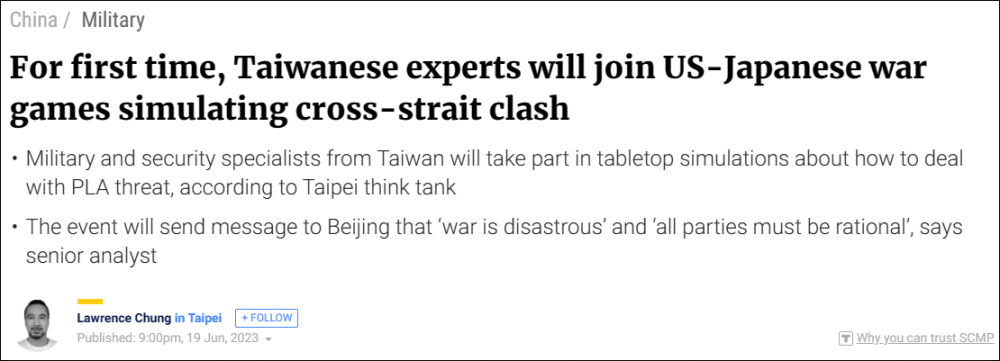 China / Military
For first time, Taiwanese experts will join US-Japanese war
games simulating cross-strait clash
• Military and security specialists from Taiwan will take part in tabletop simulations about how to deal
with PLA threat, according to Taipei think tank
• The event will send message to Beijing that ‘war is disastrous’ and ‘all parties must be rational’, says
senior analyst
Lawrence Chung in Taipei + FOLLOW
Published: 9:00pm, 19 Jun, 2023
T Why you can trust SCMP